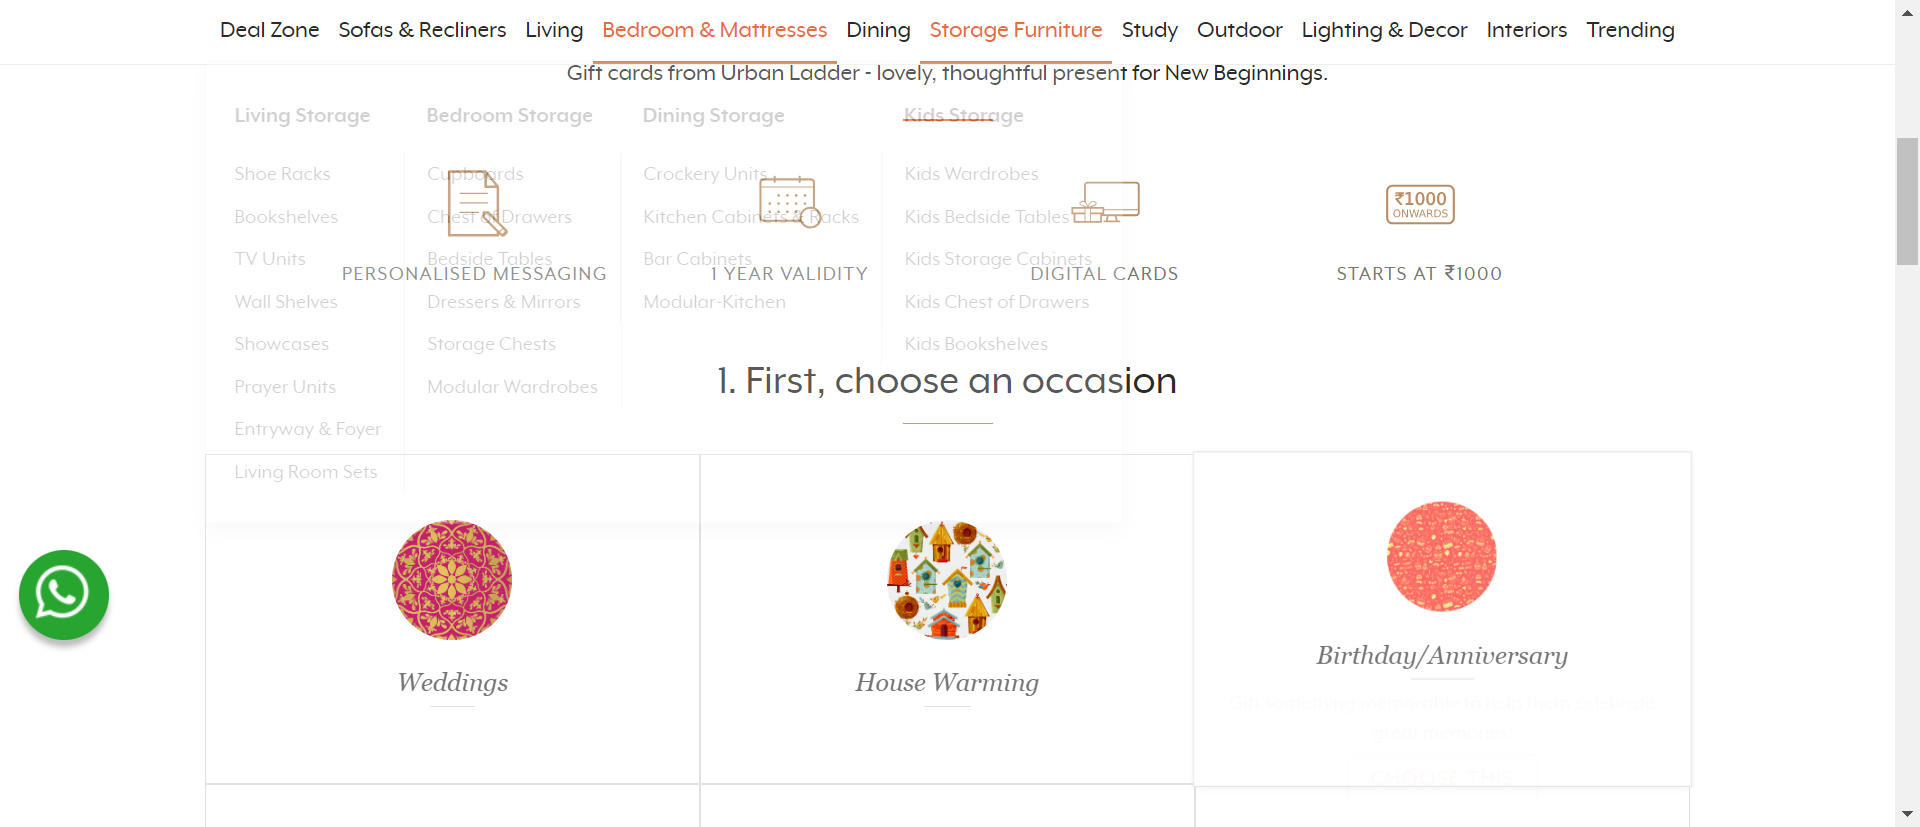 Deal Zone Sofas & Recliners Living Bedroom & Mattresses Dining Storage Furniture Study Outdoor Lighting & Decor Interiors Trending
Gift cards from Urban Ladder - lovely, thoughtful present for New Beginnings.
Living Storage
Shoe Racks
Bookshelves
TV Units
Wall Shelves
Showcases
Prayer Units
Entryway & Foyer
Living Room Sets
Bedroom Storage
Cupboards
Chest of Drawers
Bedside Tables
Dressers & Mirrors
Storage Chests
Modular Wardrobes
Dining Storage
Crockery Units
Kitchen Cabinets & Racks
Bar Cabinets
Modular-Kitchen
Kids Storage
Kids Wardrobes
Kids Bedside Tables
Kids Storage Cabinets
Kids Chest of Drawers
Kids Bookshelves
₹1000
ONWARDS
PERSONALISED MESSAGING
1 YEAR VALIDITY
DIGITAL CARDS
STARTS AT ₹1000
1. First, choose an occasion
Weddings
House Warming
Birthday/Anniversary
Gift something memorable to help them celebrate
great memories!
CHOOSE THIS